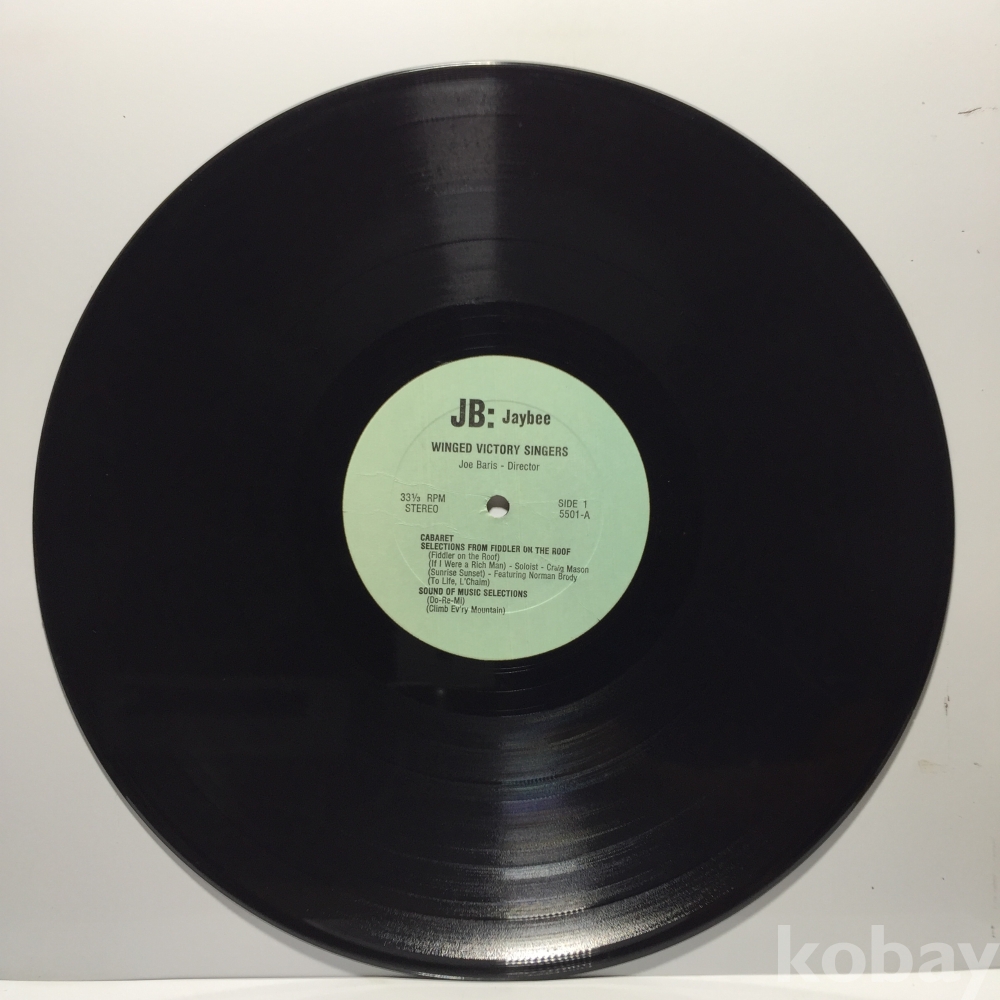 JB: Jaybee
WINGED VICTORY SINGERS
Joe Baris - Director
33⅓ RPM
STEREO
SIDE 1
5501-A
CABARET
SELECTIONS FROM FIDDLER ON THE ROOF
(Fiddler on the Roof)
(If I Were a Rich Man) - Soloist - Craig Mason
(Sunrise Sunset) - Featuring Norman Brody
(To Life, L'Chaim)
SOUND OF MUSIC SELECTIONS
(Do-Re-Mi)
(Climb Ev'ry Mountain)
kobay